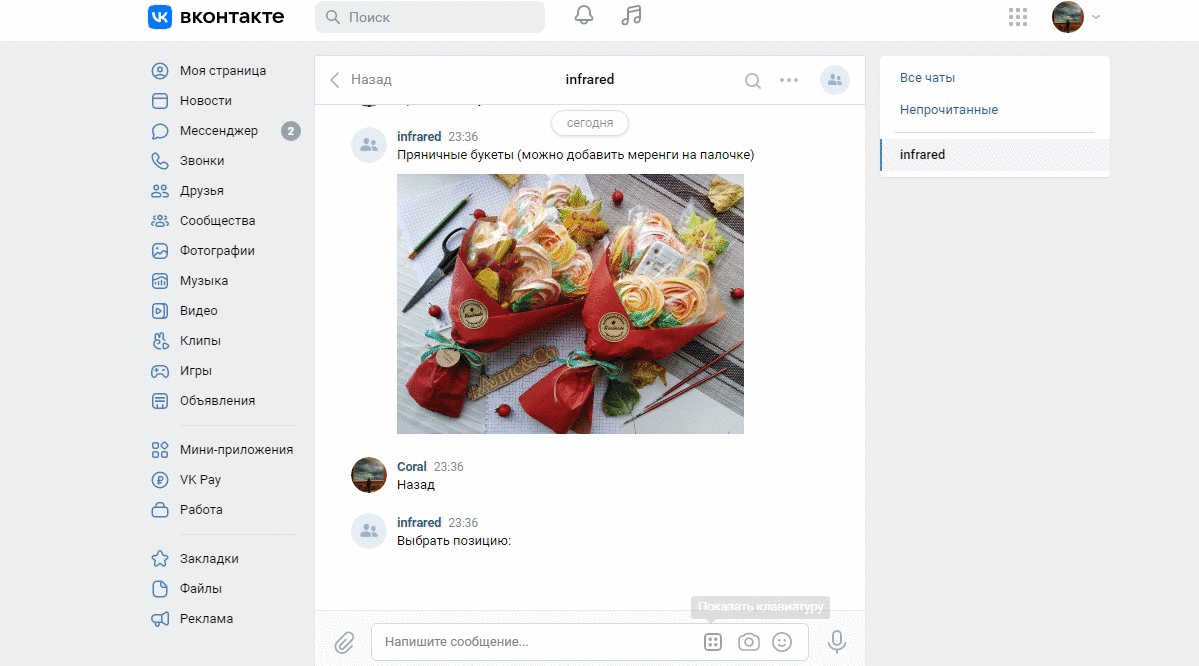 вконтакте
Поиск
Моя страница
Новости
Мессенджер 2
Звонки
Друзья
Сообщества
Фотографии
Музыка
Видео
Клипы
Игры
Объявления
Мини-приложения
VK Pay
Работа
Закладки
Файлы
Реклама
Назад
infrared
сегодня
infrared 23:36
Пряничные букеты (можно добавить меренги на палочке)
Coral 23:36
Назад
infrared 23:36
Выбрать позицию:
Показать клавиатуру
Напишите сообщение...
Все чаты
Непрочитанные
infrared